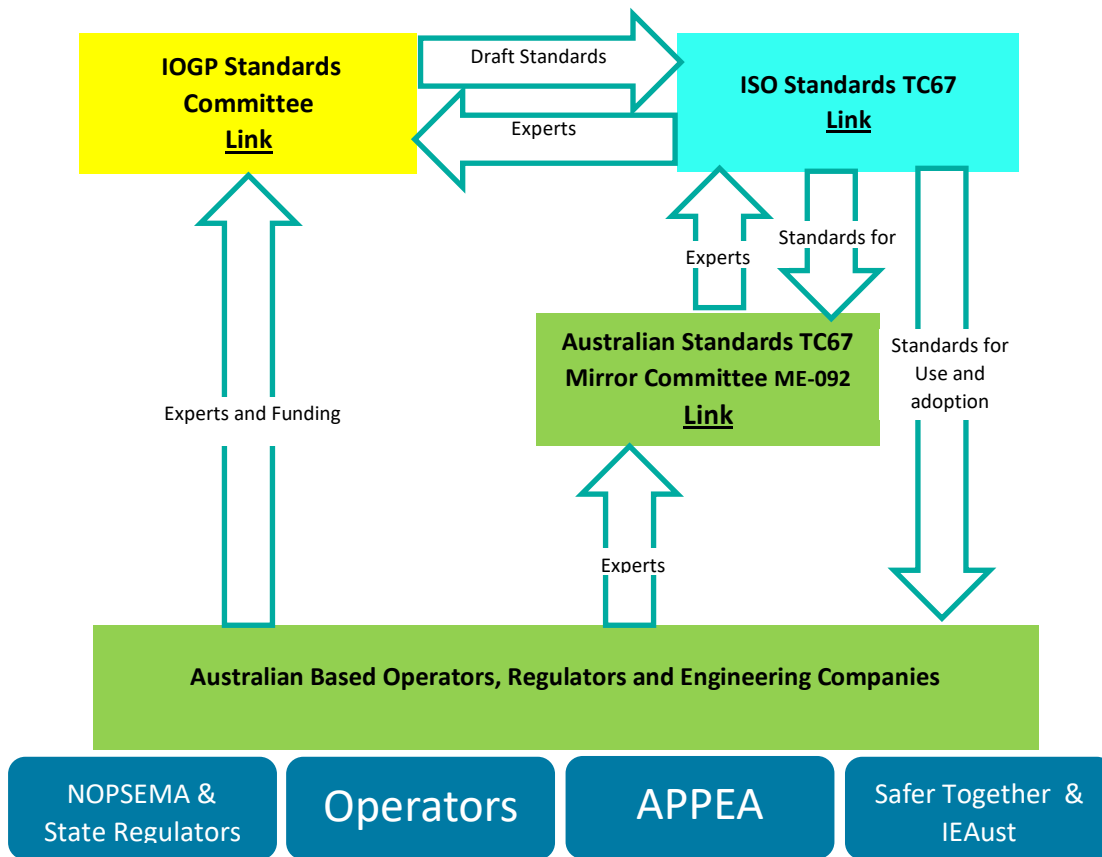 IOGP Standards
Committee
Link
Draft Standards
Experts
ISO Standards TC67
Link
Experts
Standards for
Australian Standards TC67
Mirror Committee ME-092
Link
Standards for
Use and
adoption
Experts and Funding
Experts
Australian Based Operators, Regulators and Engineering Companies
NOPSEMA &
State Regulators
Operators
APPEA
Safer Together &
IEAust